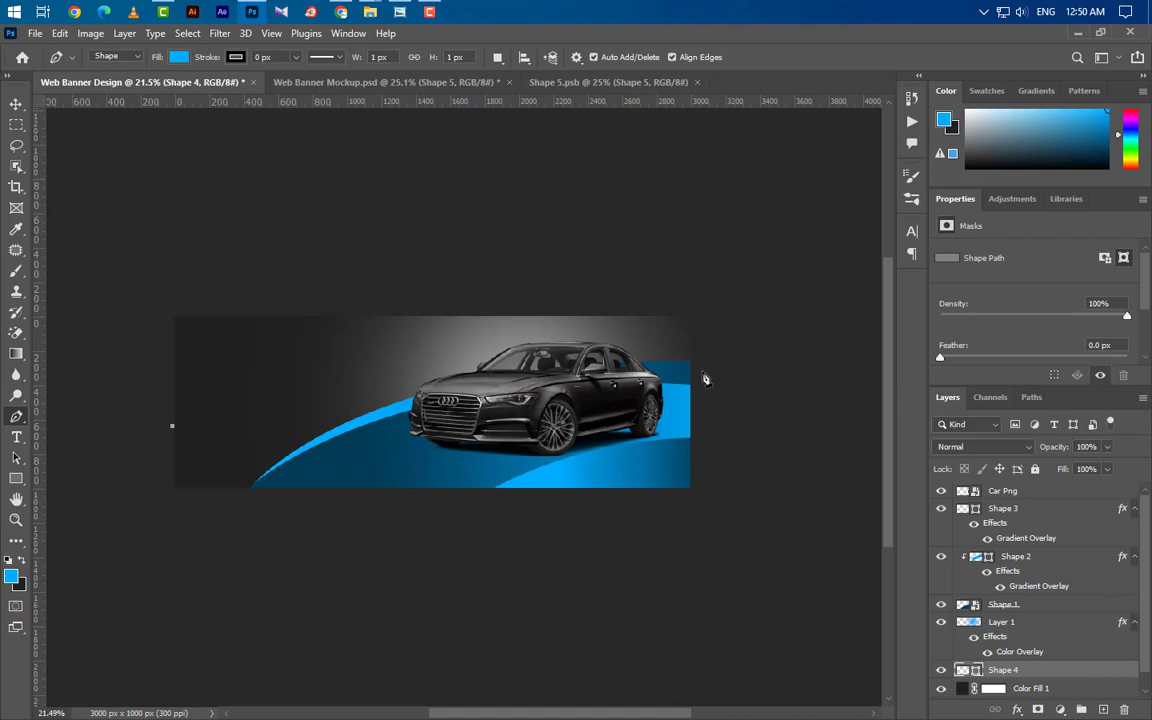 ENG 12:50 AM
Ps File Edit Image Layer Type Select Filter 3D View Plugins Window Help
Shape Fill: Stroke: 0 px W: 1 px H: 1 px Auto Add/Delete Align Edges
Web Banner Design @ 21.5% (Shape 4, RGB/8#) * × Web Banner Mockup.psd @ 25.1% (Shape 5, RGB/8#) * × Shape 5.psb @ 25% (Shape 5, RGB/8#) ×
Color Swatches Gradients Patterns
Properties Adjustments Libraries
Masks
Shape Path
Density: 100%
Feather: 0.0 px
Layers Channels Paths
Kind
Normal Opacity: 100%
Lock: Fill: 100%
Car Png
Shape 3 fx
Effects
Gradient Overlay
Shape 2
Effects
Gradient Overlay
Shape 1
Layer 1 fx
Effects
Color Overlay
Shape 4
Color Fill 1
21.49% 3000 px x 1000 px (300 ppi)